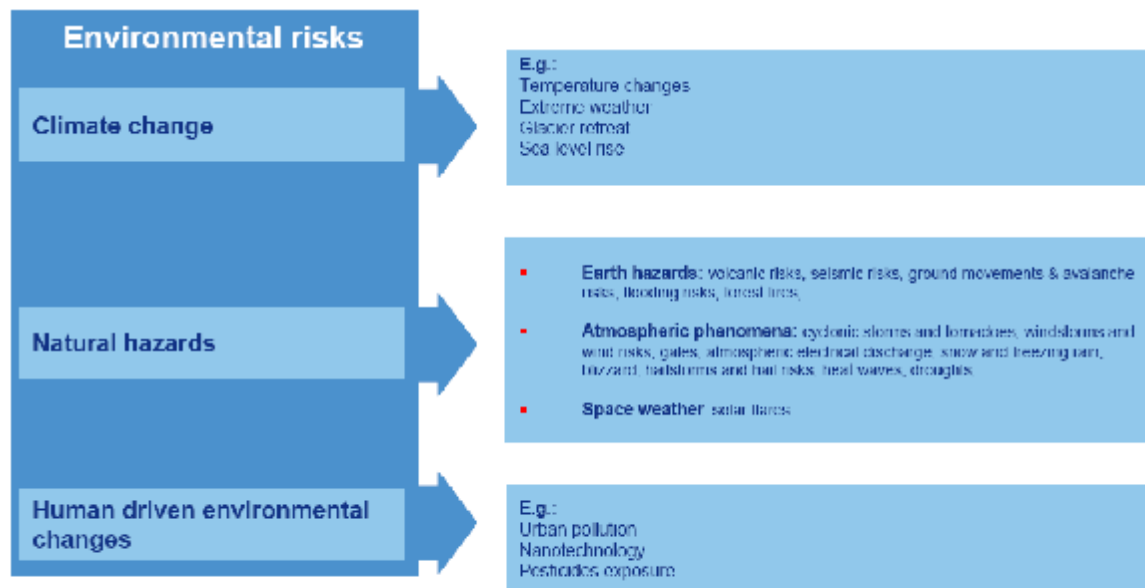 Environmental risks
Climate change
E.g.:
Temperature changes
Extreme weather
Glacier retreat
Sea level rise
Natural hazards
Earth hazards: volcanic risks, seismic risks, ground movements & avalanche
risks, flooding risks, forest fires,
Atmospheric phenomena: cyclonic storms and tornadoes, windstorms and
wind risks, gales, atmospheric electrical discharge, snow and freezing rain,
blizzard, hailstorms and hail risks, heat waves, droughts,
Space weather: solar flares
Human driven environmental
changes
E.g.:
Urban pollution
Nanotechnology
Pesticides exposure